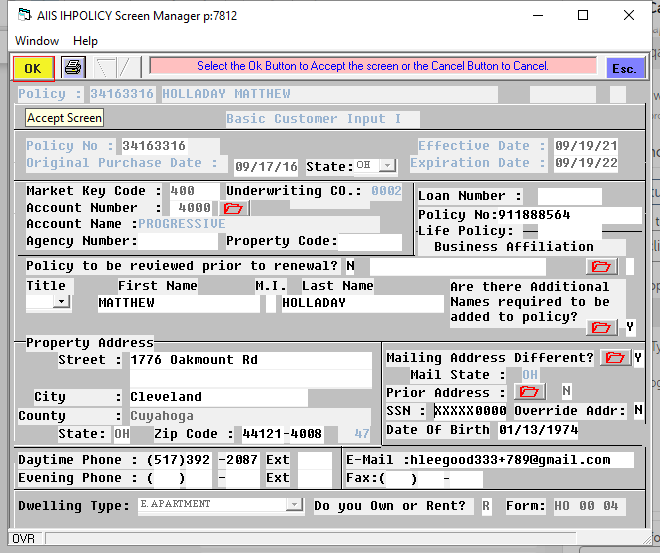 AIIS IHPOLICY Screen Manager p:7812
Window Help
OK Select the Ok Button to Accept the screen or the Cancel Button to Cancel. Esc.
Policy : 34163316 HOLLADAY MATTHEW
Accept Screen Basic Customer Input I
Policy No : 34163316 Effective Date : 09/19/21
Original Purchase Date : 09/17/16 State: OH Expiration Date : 09/19/22
Market Key Code : 400 Underwriting CO.: 0002 Loan Number :
Account Number : 4000 Policy No:911888564
Account Name :PROGRESSIVE Life Policy:
Agency Number: Property Code: Business Affiliation
Policy to be reviewed prior to renewal? N
Title First Name M.I. Last Name Are there Additional
MATTHEW HOLLADAY Names required to be
added to policy?
Y
Property Address
Street : 1776 Oakmount Rd Mailing Address Different? Y
Mail State : OH
City : Cleveland Prior Address : N
County : Cuyahoga SSN : XXXXX0000 Override Addr: N
State: OH Zip Code : 44121-4008 47 Date Of Birth 01/13/1974
Daytime Phone : (517)392 -2087 Ext E-Mail :hleegood333+789@gmail.com
Evening Phone : ( ) - Ext Fax:( ) -
Dwelling Type: E. APARTMENT Do you Own or Rent? R Form: HO 00 04
OVR